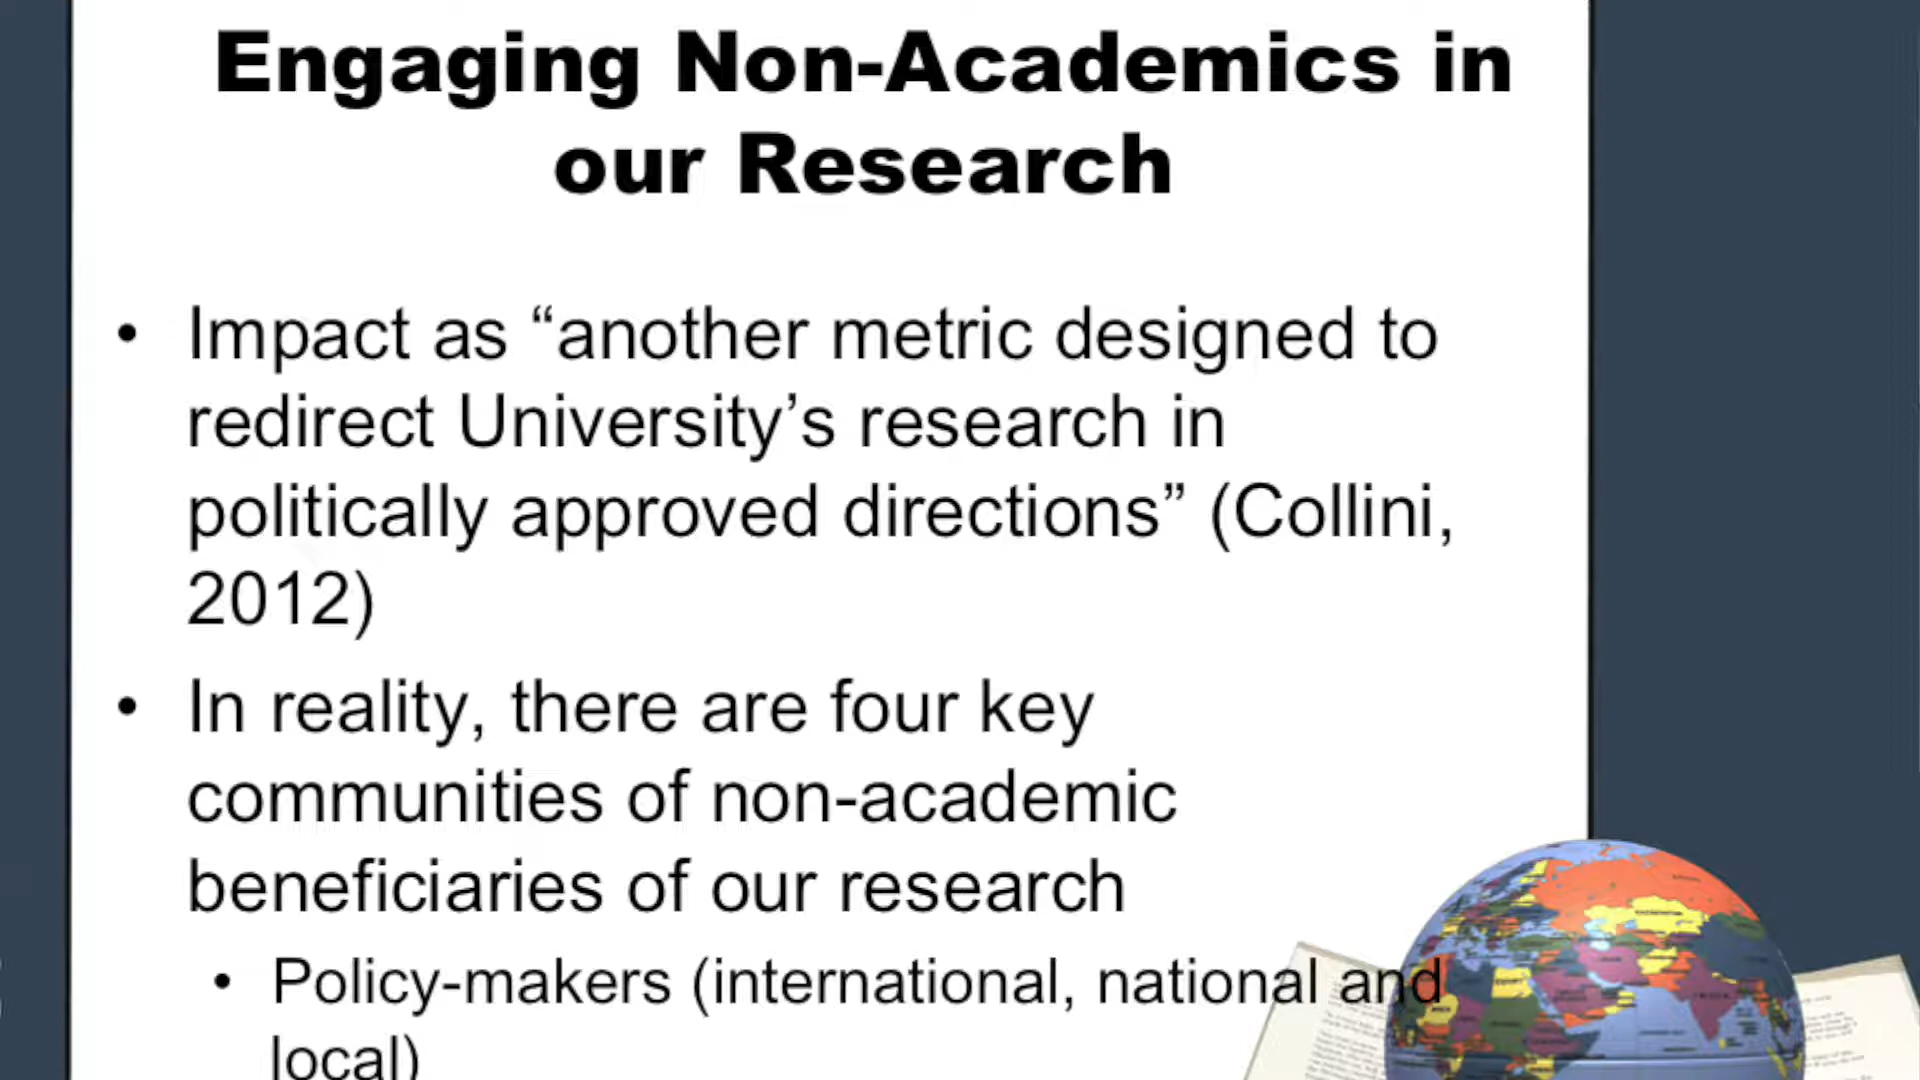 Engaging Non-Academics in
our Research
• Impact as “another metric designed to
redirect University’s research in
politically approved directions” (Collini,
2012)
• In reality, there are four key
communities of non-academic
beneficiaries of our research
• Policy-makers (international, national and
local)